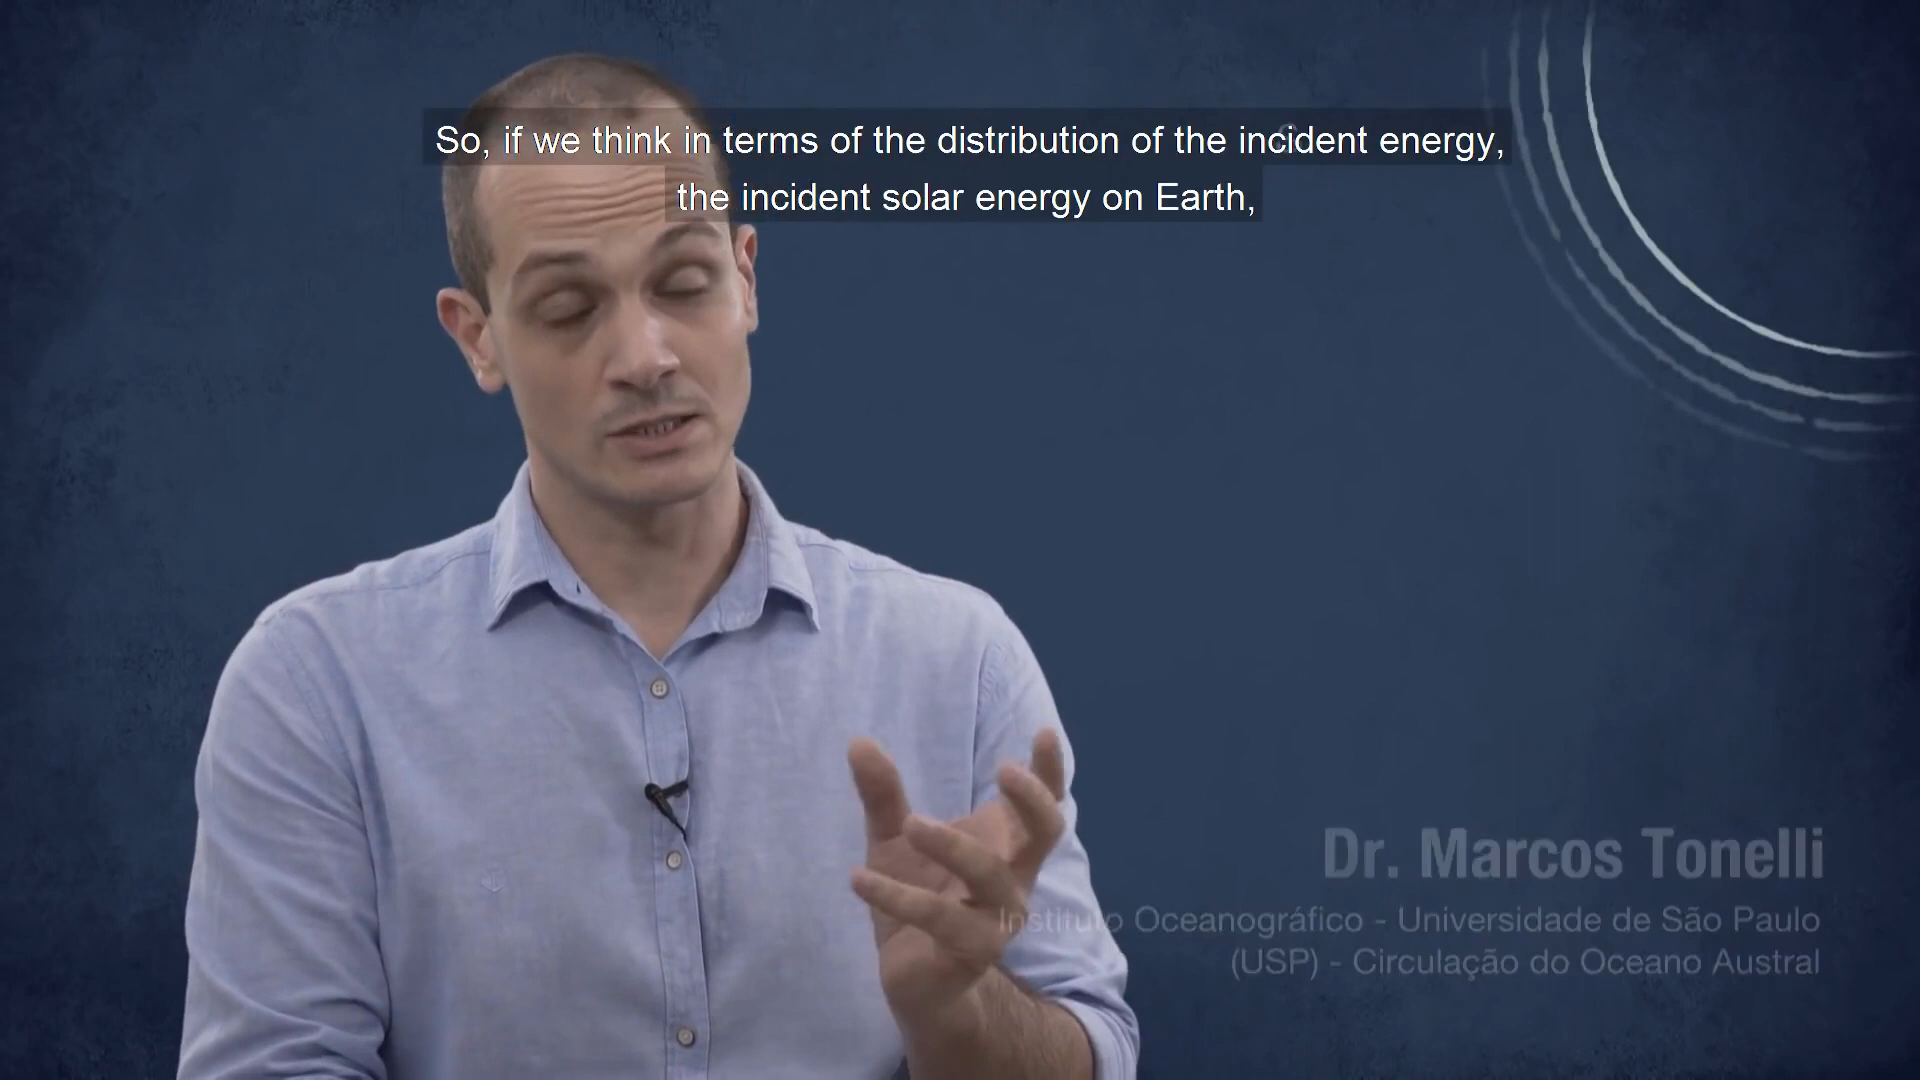 So, if we think in terms of the distribution of the incident energy,
the incident solar energy on Earth,
Dr. Marcos Tonelli
Instituto Oceanográfico - Universidade de São Paulo
(USP) - Circulação do Oceano Austral